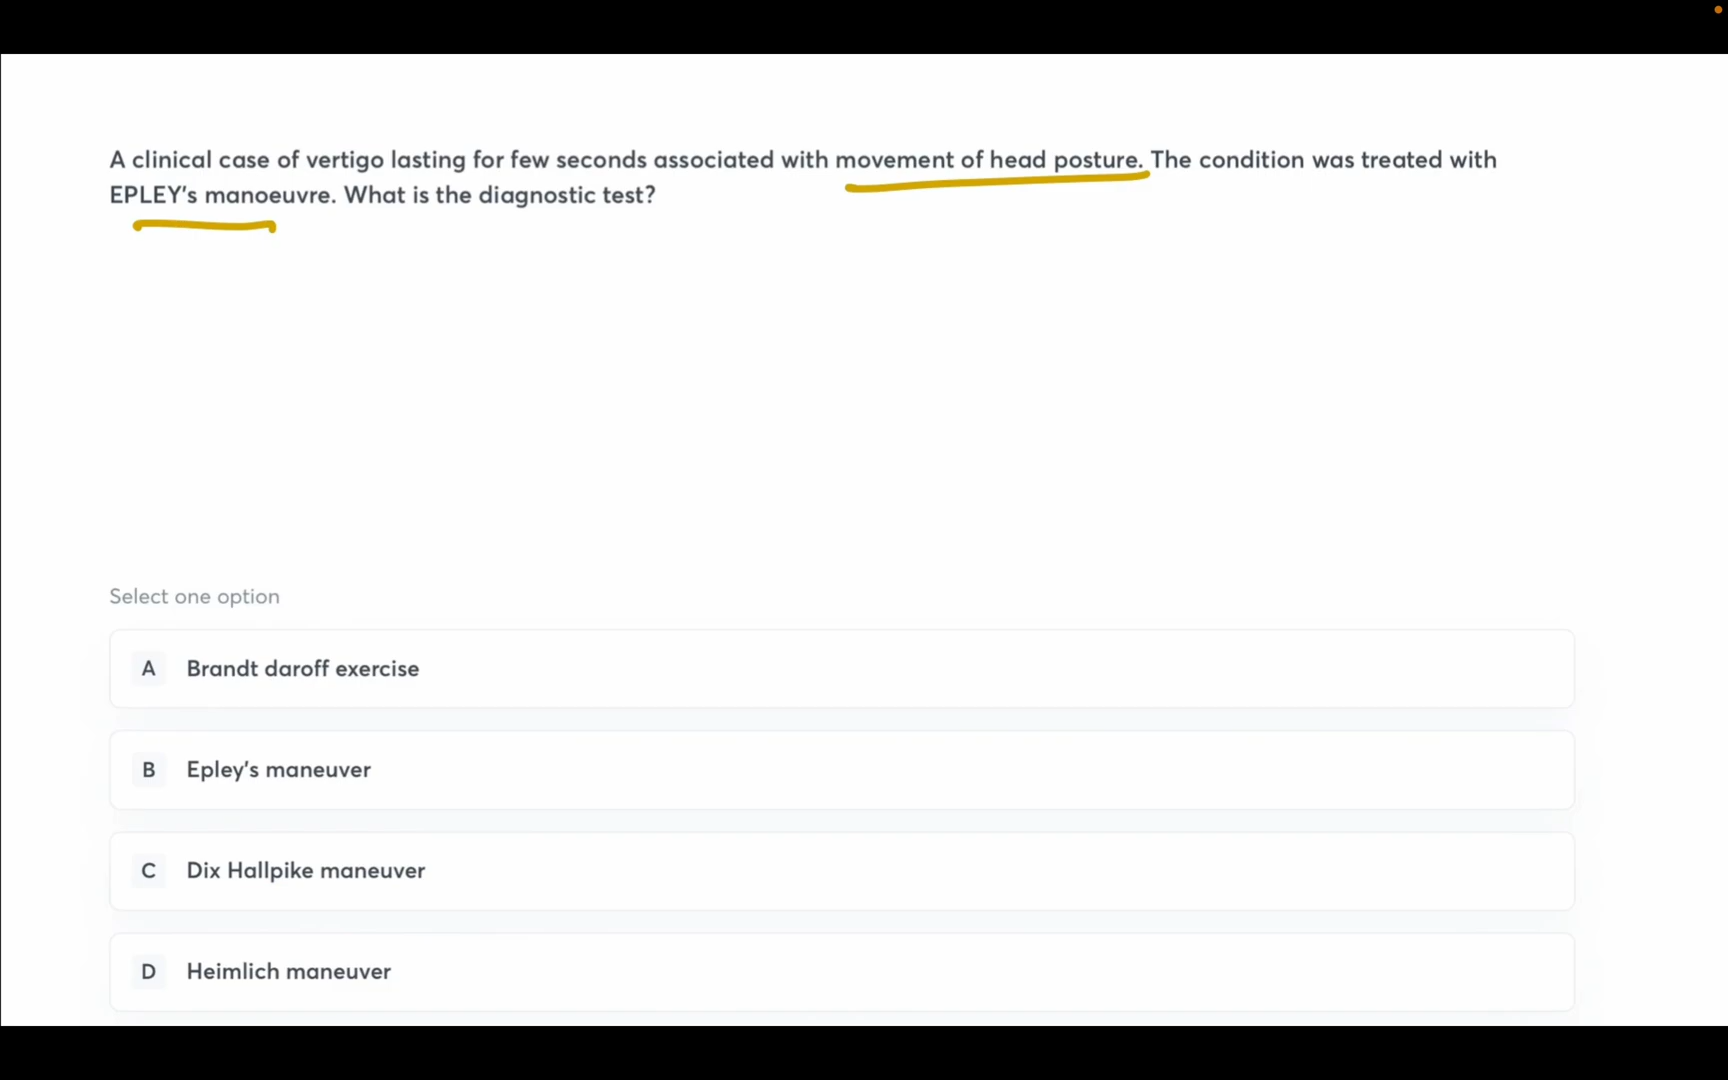 A clinical case of vertigo lasting for few seconds associated with movement of head posture. The condition was treated with
EPLEY's manoeuvre. What is the diagnostic test?
Select one option
A Brandt daroff exercise
B Epley's maneuver
C Dix Hallpike maneuver
D Heimlich maneuver